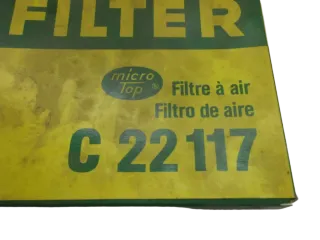 FILTER
micro
Top
Filtre à air
Filtro de aire
C 22 117